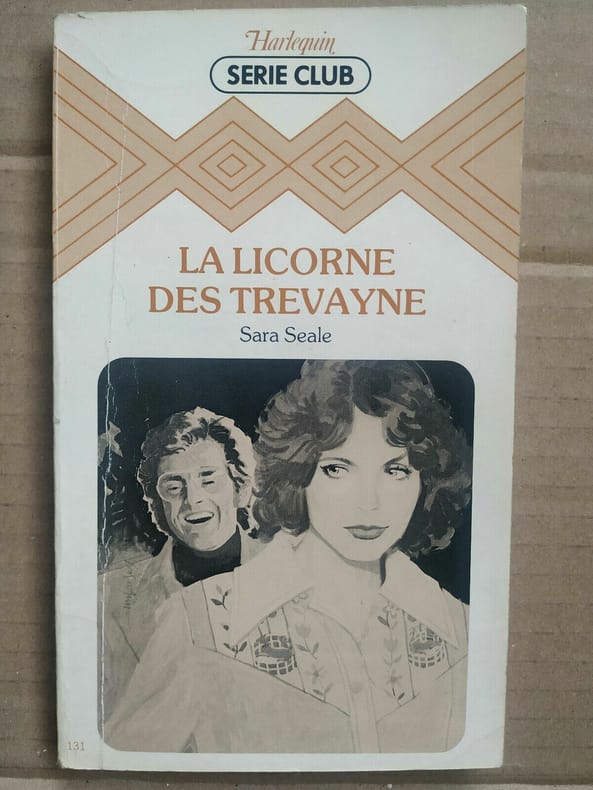 Harlequin
SERIE CLUB
LA LICORNE
DES TREVAYNE
Sara Seale
131